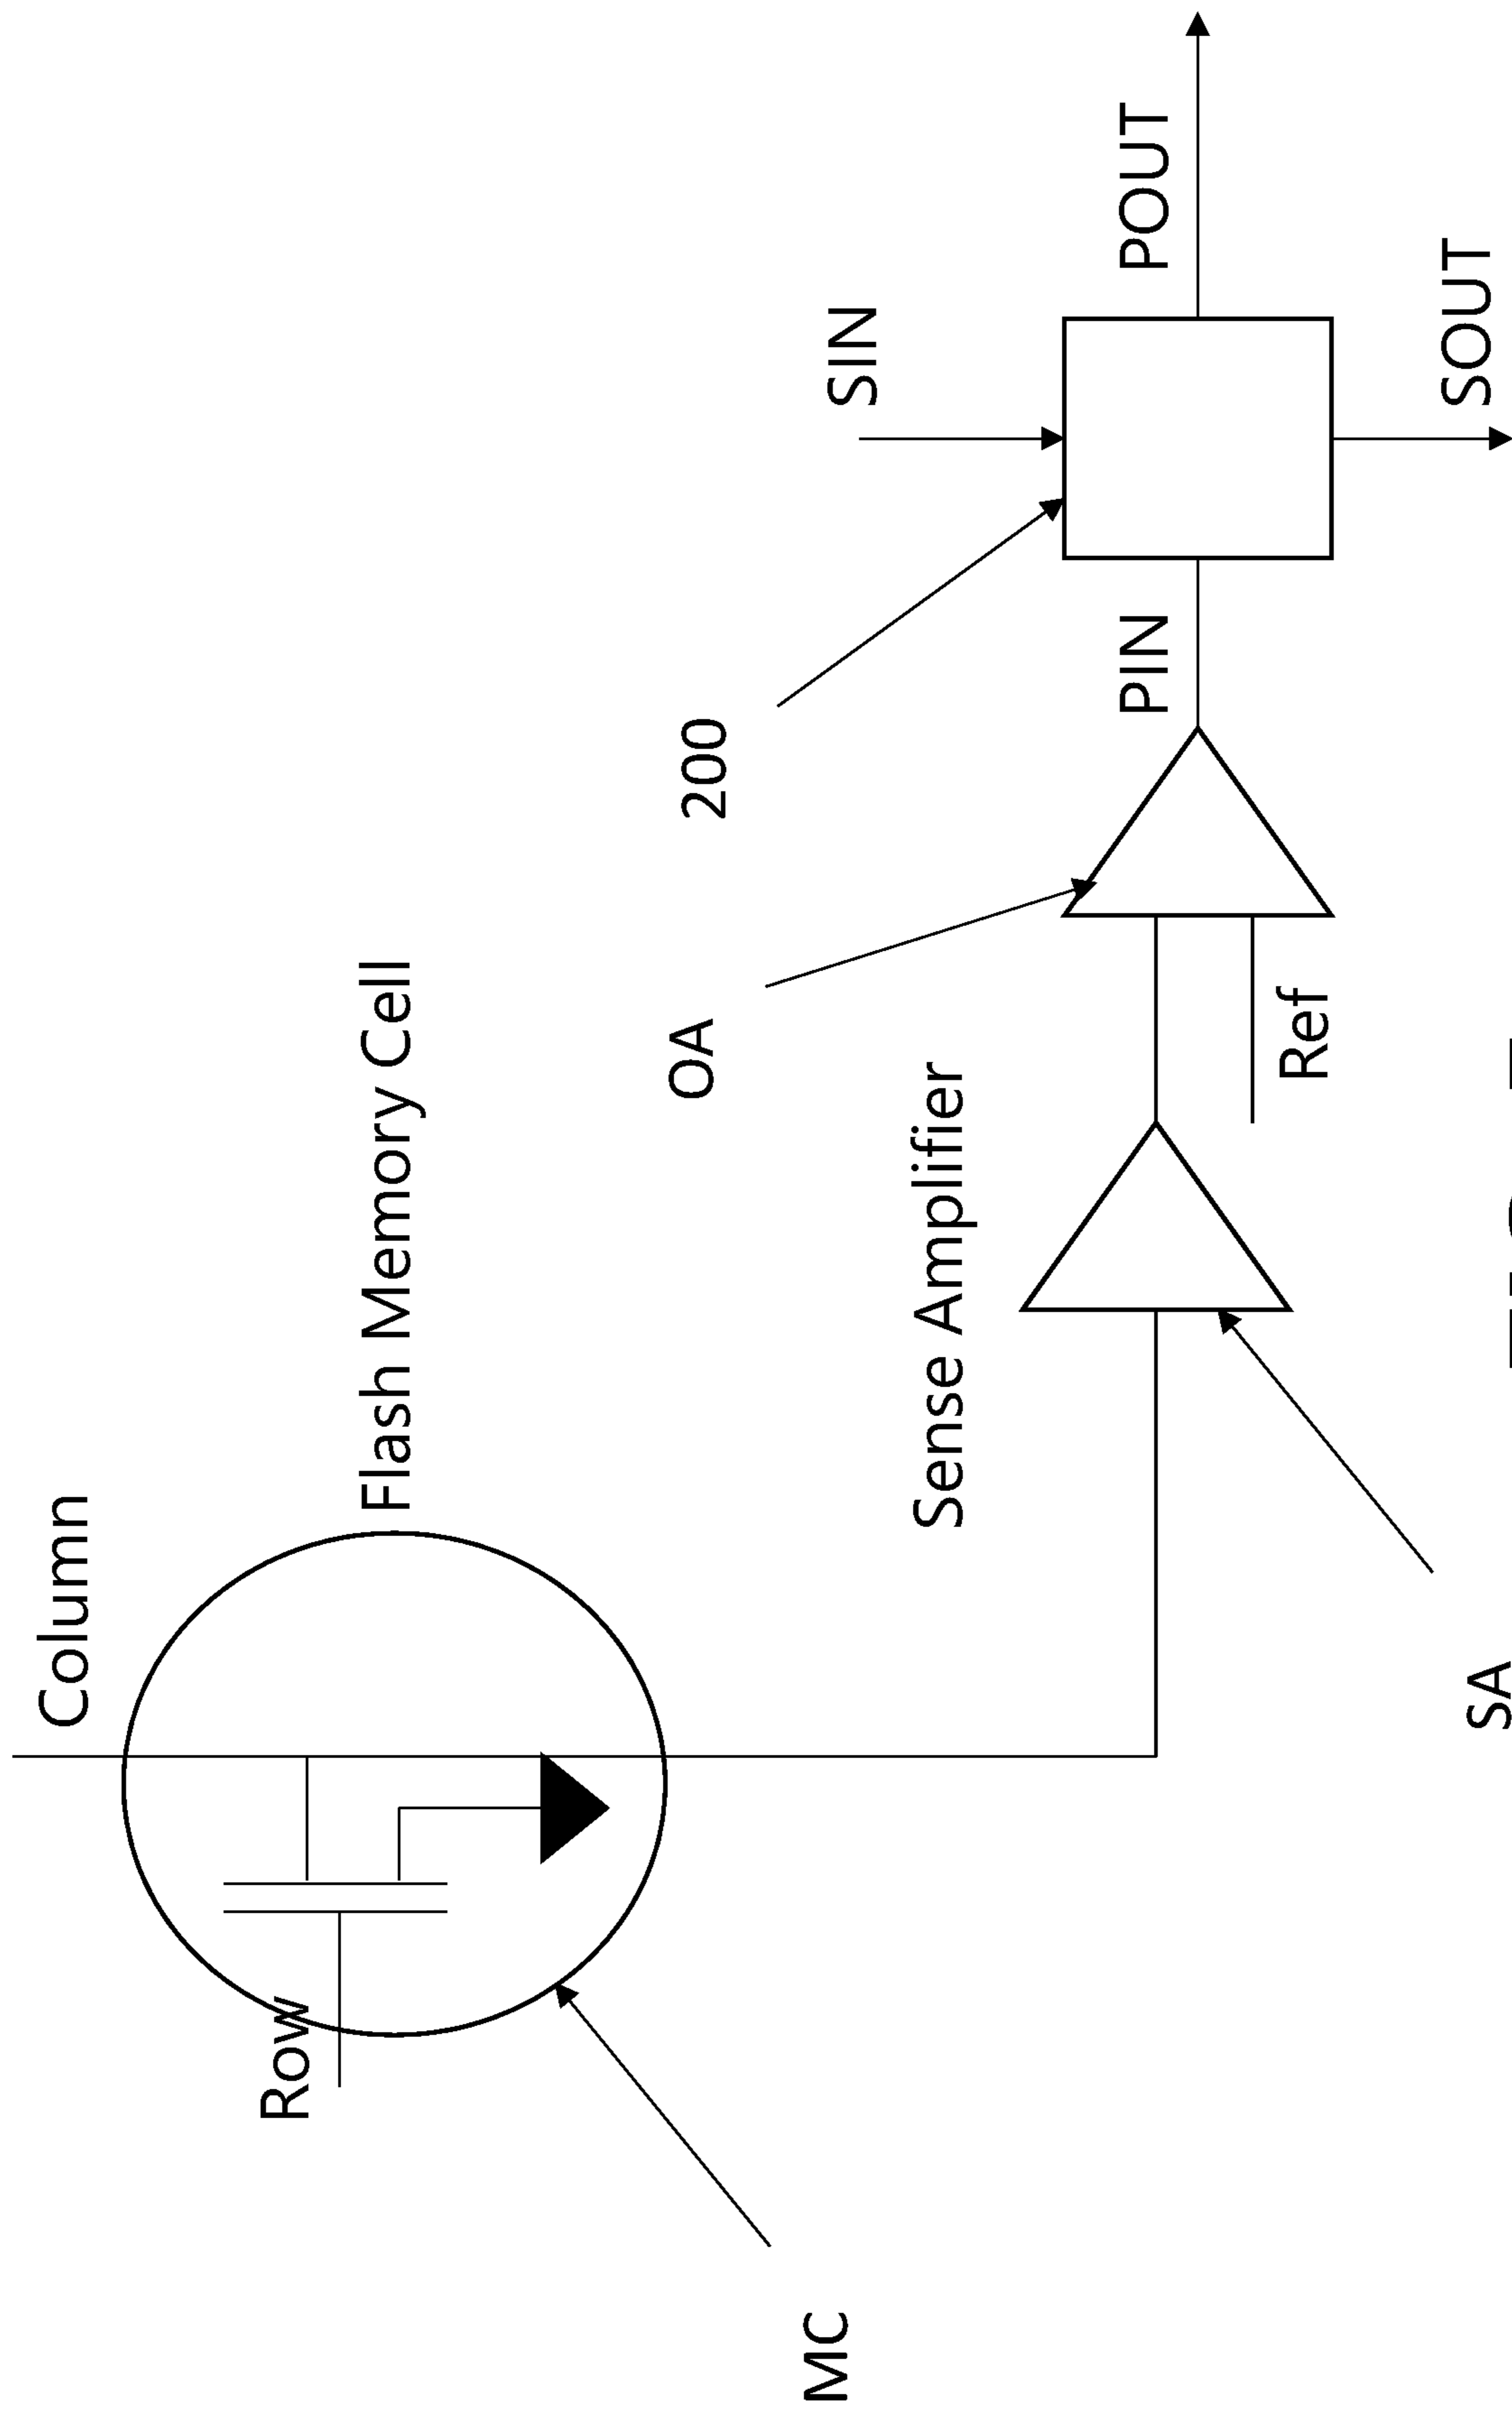 Column
Row
Flash Memory Cell
MC
Sense Amplifier
SA
OA
Ref
200
PIN
SIN
POUT
SOUT